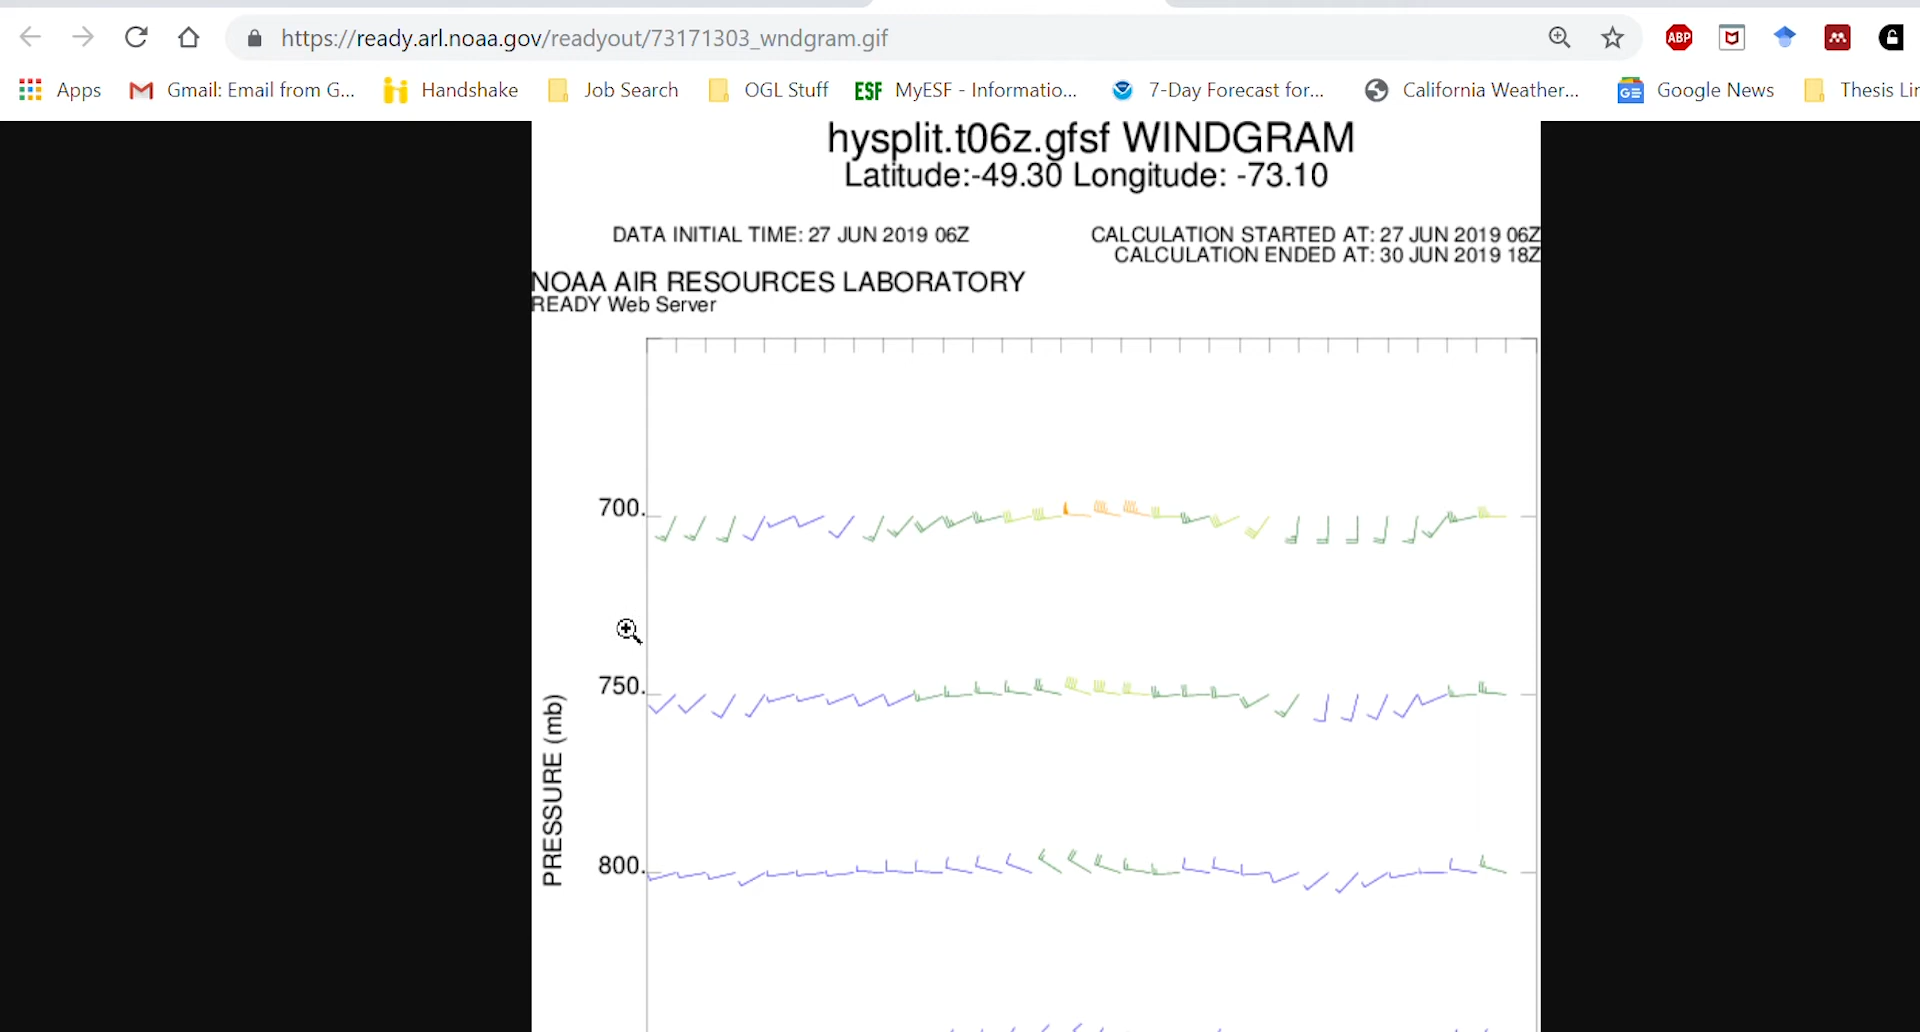 https://ready.arl.noaa.gov/readyout/73171303_wndgram.gif
ABP
Apps
Gmail: Email from G...
Handshake
Job Search
OGL Stuff
ESF MyESF - Informatio...
7-Day Forecast for...
California Weather...
GE Google News
Thesis Lin
hysplit.t06z.gfsf WINDGRAM
Latitude:-49.30 Longitude: -73.10
DATA INITIAL TIME: 27 JUN 2019 06Z
CALCULATION STARTED AT: 27 JUN 2019 06Z
CALCULATION ENDED AT: 30 JUN 2019 18Z
NOAA AIR RESOURCES LABORATORY
READY Web Server
700.
750.
800.
PRESSURE (mb)